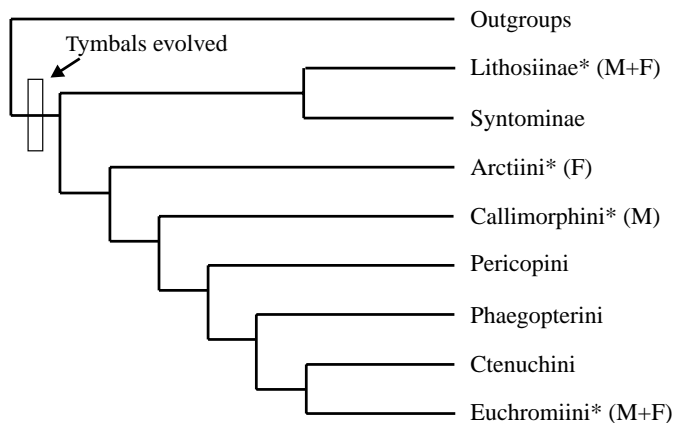 Outgroups
Tymbals evolved
Lithosiinae* (M+F)
Syntominae
Arctiini* (F)
Callimorphini* (M)
Pericopini
Phaegopterini
Ctenuchini
Euchromiini* (M+F)